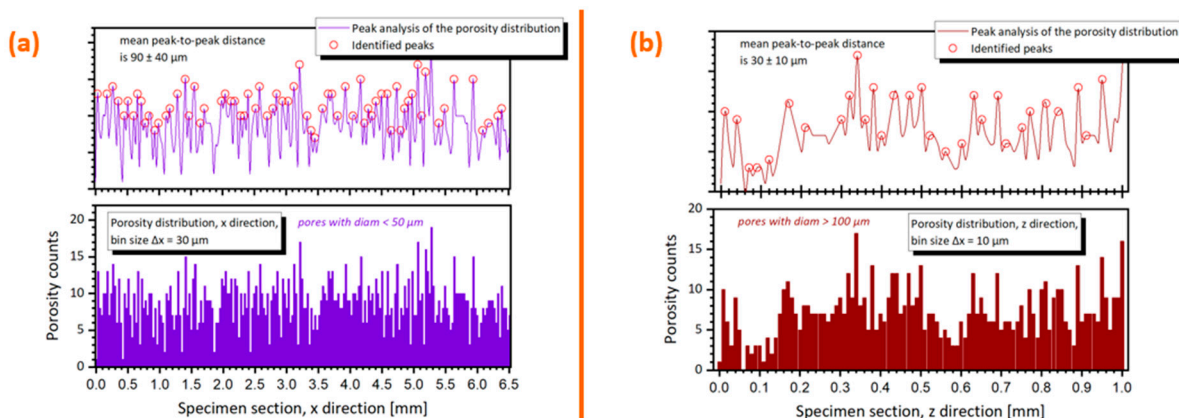 (a)
Peak analysis of the porosity distribution
Identified peaks
mean peak-to-peak distance
is 90 ± 40 µm
Porosity distribution, x direction,
bin size Δx = 30 µm
pores with diam < 50 µm
20
15
10
5
0
Porosity counts
0.0 0.5 1.0 1.5 2.0 2.5 3.0 3.5 4.0 4.5 5.0 5.5 6.0 6.5
Specimen section, x direction [mm]
(b)
Peak analysis of the porosity distribution
Identified peaks
mean peak-to-peak distance
is 30 ± 10 µm
pores with diam > 100 µm
Porosity distribution, z direction,
bin size Δx = 10 µm
20
15
10
5
0
Porosity counts
0.0 0.1 0.2 0.3 0.4 0.5 0.6 0.7 0.8 0.9 1.0
Specimen section, z direction [mm]